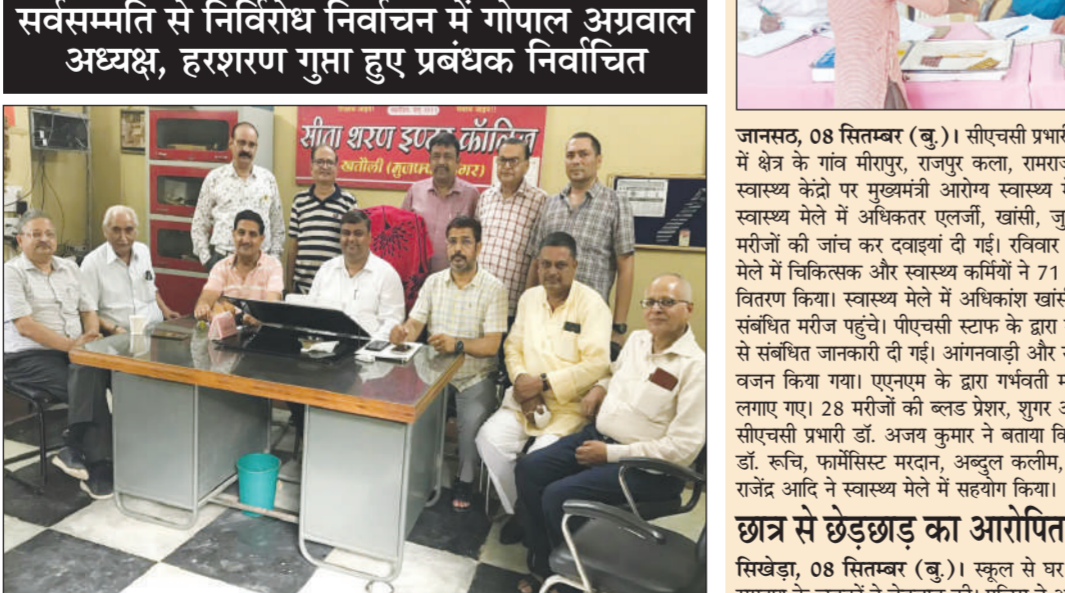 सर्वसम्मति से निर्विरोध निर्वाचन में गोपाल अग्रवाल
अध्यक्ष, हरशरण गुप्ता हुए प्रबंधक निर्वाचित
सीता शरण इण्टर कॉलिज
खतौली (मुजफ्फरनगर)
जानसठ, 08 सितम्बर (बु.)। सीएचसी प्रभारी
में क्षेत्र के गांव मीरापुर, राजपुर कला, रामराज
स्वास्थ्य केंद्रो पर मुख्यमंत्री आरोग्य स्वास्थ्य
स्वास्थ्य मेले में अधिकतर एलर्जी, खांसी,
मरीजों की जांच कर दवाइयां दी गई। रविवार
मेले में चिकित्सक और स्वास्थ्य कर्मियों ने 71
वितरण किया। स्वास्थ्य मेले में अधिकांश
संबंधित मरीज पहुंचे। पीएचसी स्टाफ के द्वारा
से संबंधित जानकारी दी गई। आंगनवाड़ी और
वजन किया गया। एएनएम के द्वारा गर्भवती
लगाए गए। 28 मरीजों की ब्लड प्रेशर, शुगर
सीएचसी प्रभारी डॉ. अजय कुमार ने बताया
डॉ. रूचि, फार्मेसिस्ट मरदान, अब्दुल कलीम,
राजेंद्र आदि ने स्वास्थ्य मेले में सहयोग किया।
छात्र से छेड़छाड़ का आरोपित
सिखेड़ा, 08 सितम्बर (बु.)। स्कूल से घर